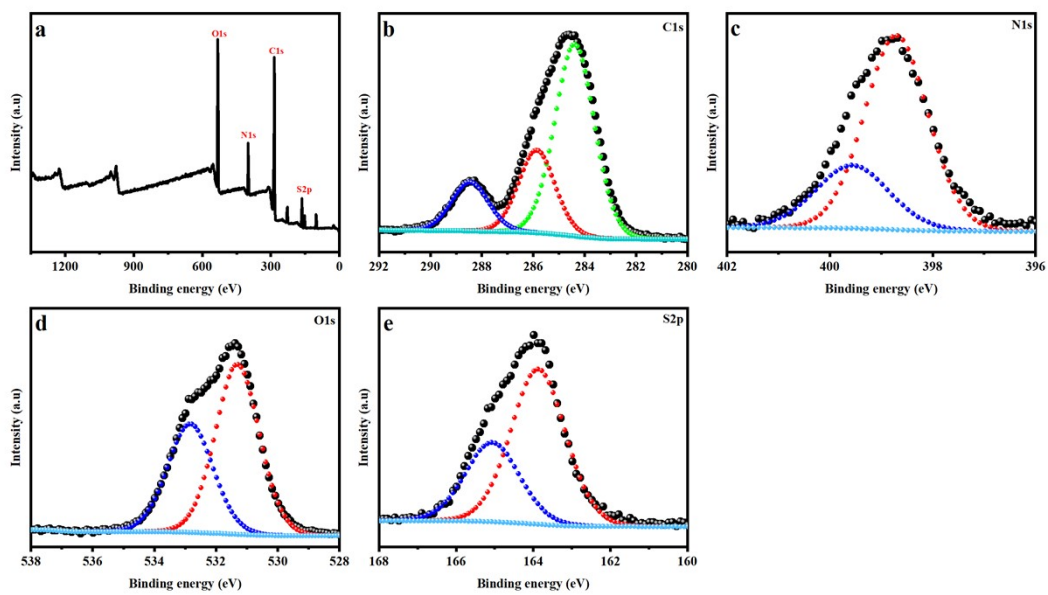 a
O1s
C1s
N1s
S2p
Intensity (a.u)
1200 900 600 300 0
Binding energy (eV)
b
C1s
Intensity (a.u)
292 290 288 286 284 282 280
Binding energy (eV)
c
N1s
Intensity (a.u)
402 400 398 396
Binding energy (eV)
d
O1s
Intensity (a.u)
538 536 534 532 530 528
Binding energy (eV)
e
S2p
Intensity (a.u)
168 166 164 162 160
Binding energy (eV)